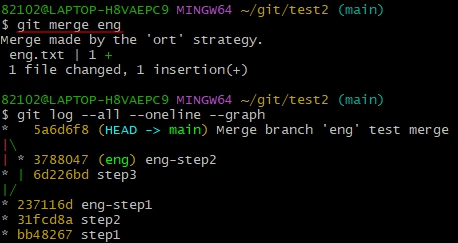 82102@LAPTOP-H8VAEPC9 MINGW64 ~/git/test2 (main)
$ git merge eng
Merge made by the 'ort' strategy.
 eng.txt | 1 +
 1 file changed, 1 insertion(+)

82102@LAPTOP-H8VAEPC9 MINGW64 ~/git/test2 (main)
$ git log --all --oneline --graph
*   5a6d6f8 (HEAD -> main) Merge branch 'eng' test merge
|\
| * 3788047 (eng) eng-step2
* | 6d226bd step3
|/
* 237116d eng-step1
* 31fcd8a step2
* bb48267 step1